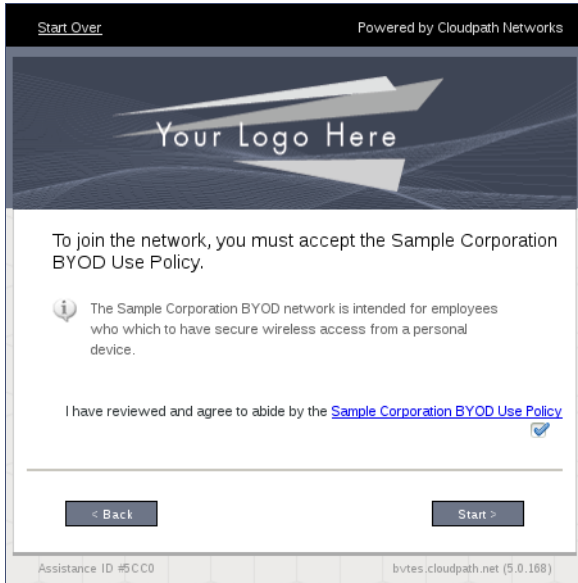 Start Over
Powered by Cloudpath Networks
Your Logo Here
To join the network, you must accept the Sample Corporation
BYOD Use Policy.
The Sample Corporation BYOD network is intended for employees
who which to have secure wireless access from a personal
device.
I have reviewed and agree to abide by the Sample Corporation BYOD Use Policy
< Back
Start >
Assistance ID #5CC0
bvtes.cloudpath.net (5.0.168)